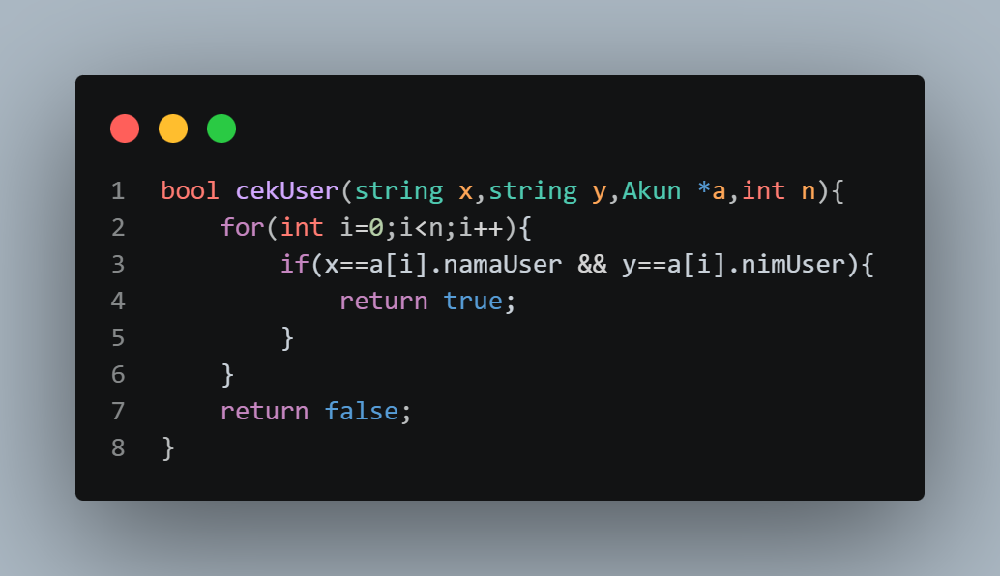 1 bool cekUser(string x,string y,Akun *a,int n){
2     for(int i=0;i<n;i++){
3         if(x==a[i].namaUser && y==a[i].nimUser){
4             return true;
5         }
6     }
7     return false;
8 }